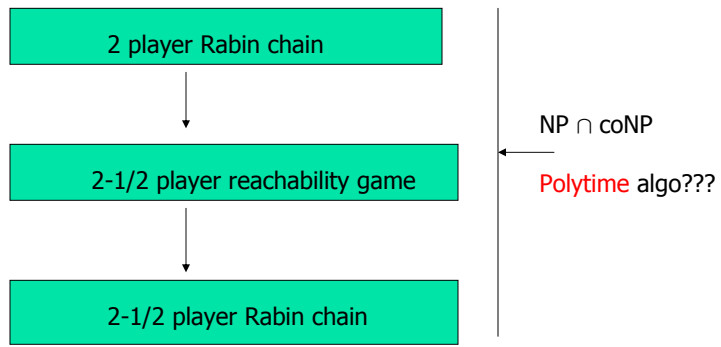 2 player Rabin chain
2-1/2 player reachability game
2-1/2 player Rabin chain
NP ∩ coNP
Polytime algo???